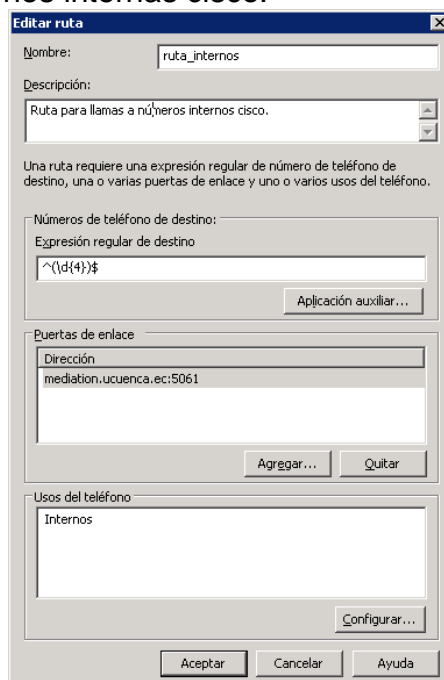 nos internas cisco.
Editar ruta
Nombre:
ruta_internos
Descripción:
Ruta para llamas a números internos cisco.
Una ruta requiere una expresión regular de número de teléfono de
destino, una o varias puertas de enlace y uno o varios usos del teléfono.
Números de teléfono de destino:
Expresión regular de destino
^(\d{4})$
Aplicación auxiliar...
Puertas de enlace
Dirección
mediation.ucuenca.ec:5061
Agregar...
Quitar
Usos del teléfono
Internos
Configurar...
Aceptar
Cancelar
Ayuda